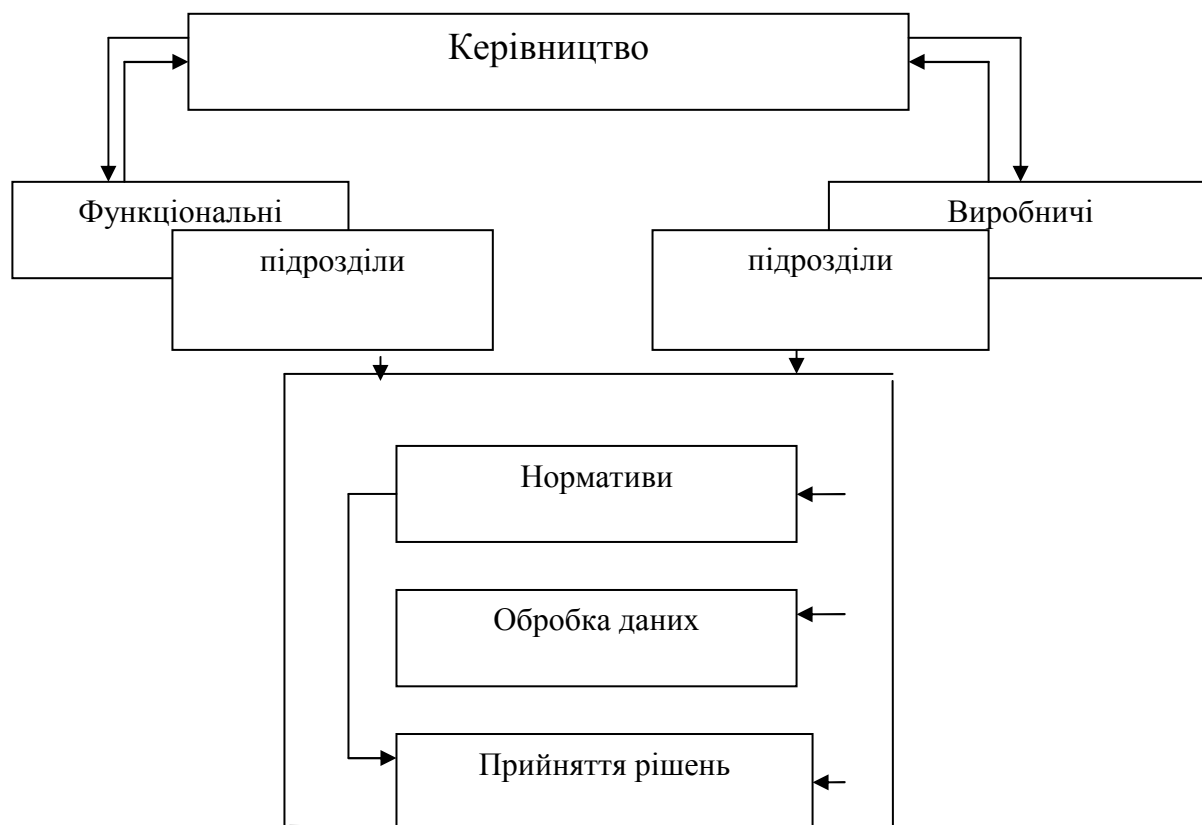 Керівництво
Функціональні
підрозділи
Виробничі
підрозділи
Нормативи
Обробка даних
Прийняття рішень